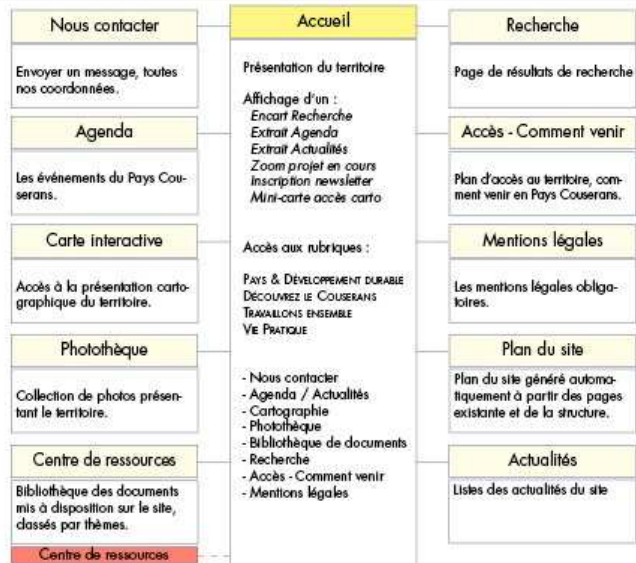 Nous contacter
Envoyer un message, toutes
nos coordonnées.
Agenda
Les événements du Pays Cou-
serans.
Carte interactive
Accès à la présentation carto-
graphique du territoire.
Photothèque
Collection de photos présen-
tant le territoire.
Centre de ressources
Bibliothèque des documents
mis à disposition sur le site,
classés par thèmes.
Centre de ressources
Accueil
Présentation du territoire
Affichage d'un :
Encart Recherche
Extrait Agenda
Extrait Actualités
Zoom projet en cours
Inscription newsletter
Mini-carte accès carto
Accès aux rubriques :
PAYS & DÉVELOPPEMENT DURABLE
DÉCOUVREZ LE COUSERANS
TRAVAILLONS ENSEMBLE
VIE PRATIQUE
- Nous contacter
- Agenda / Actualités
- Cartographie
- Photothèque
- Bibliothèque de documents
- Recherche
- Accès - Comment venir
- Mentions légales
Recherche
Page de résultats de recherche
Accès - Comment venir
Plan d'accès au territoire, com-
ment venir en Pays Couserans.
Mentions légales
Les mentions légales obliga-
toires.
Plan du site
Plan du site généré automa-
tiquement à partir des pages
existante et de la structure.
Actualités
Listes des actualités du site